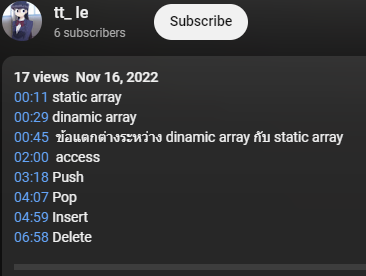 tt_ le
6 subscribers
Subscribe
17 views  Nov 16, 2022
00:11 static array
00:29 dinamic array
00:45  ข้อแตกต่างระหว่าง dinamic array กับ static array
02:00  access
03:18 Push
04:07 Pop
04:59 Insert
06:58 Delete